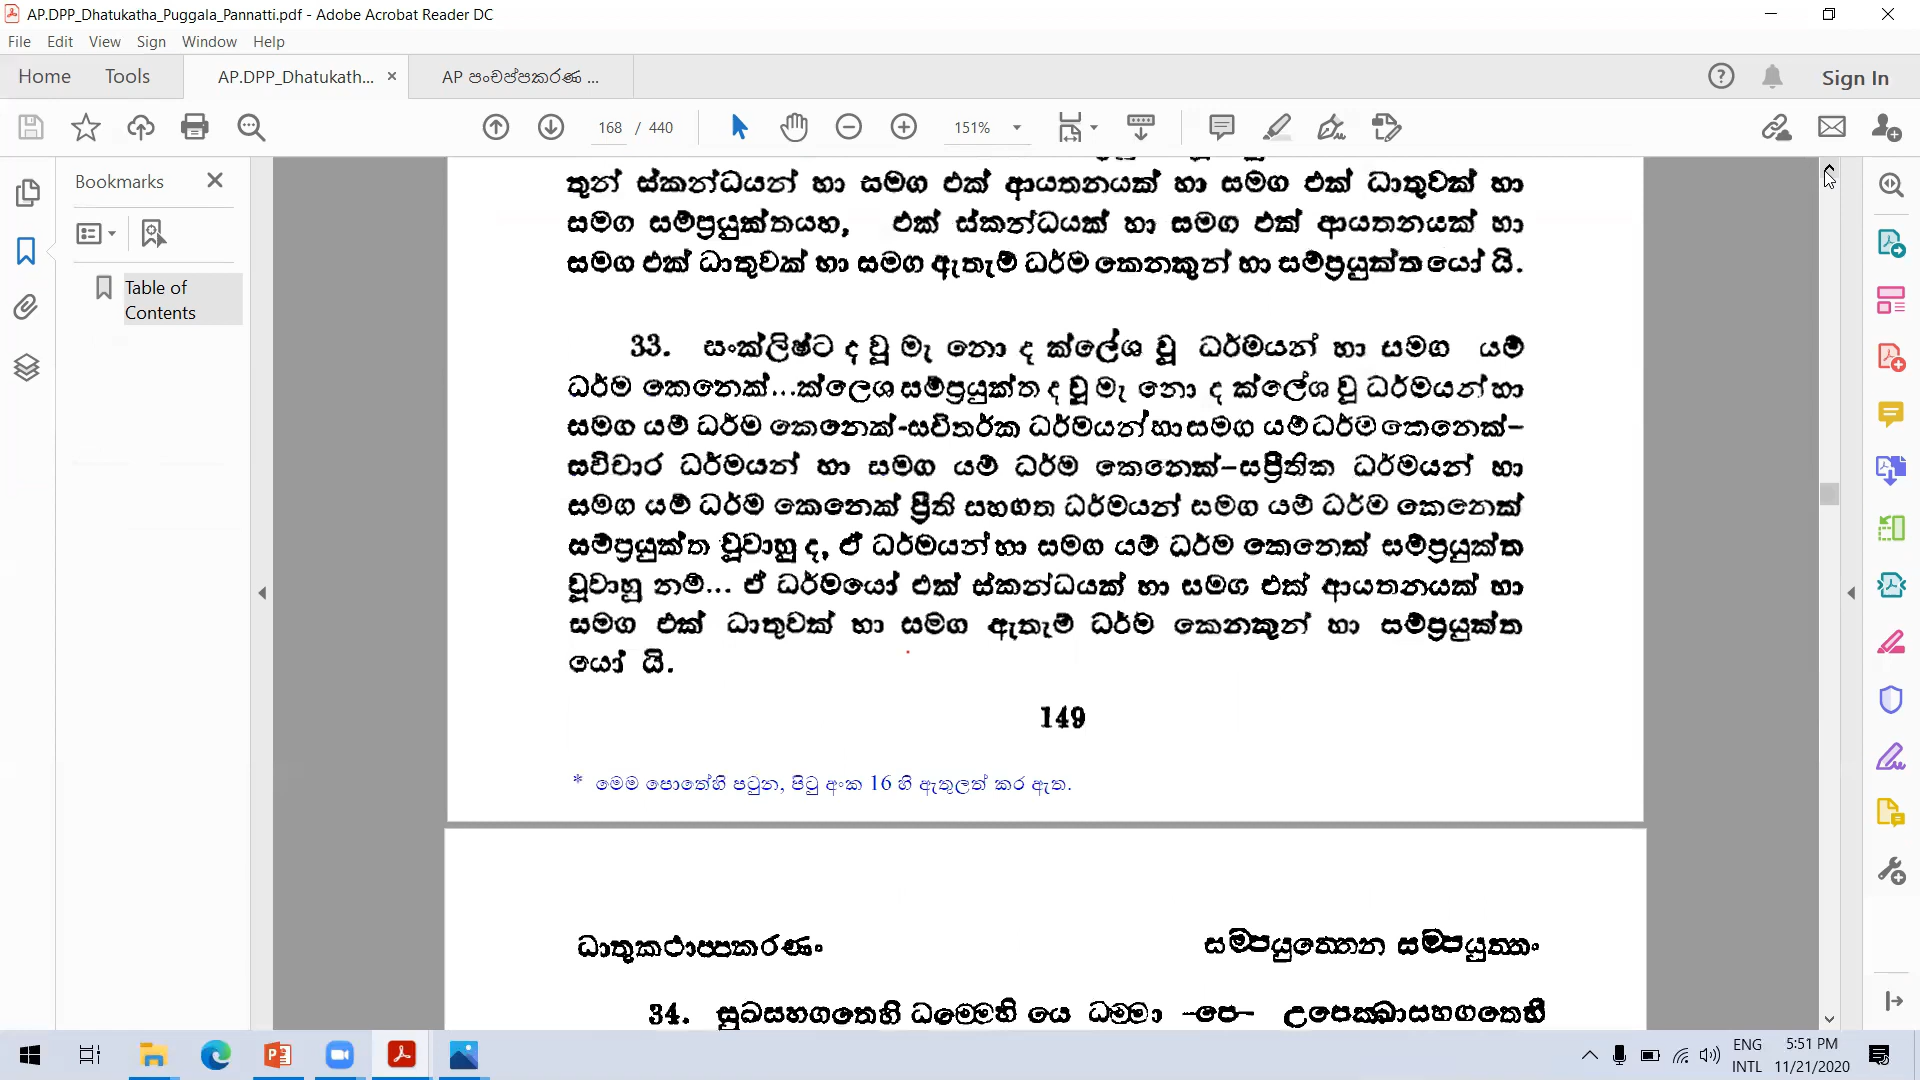 AP.DPP_Dhatukatha_Puggala_Pannatti.pdf - Adobe Acrobat Reader DC
File Edit View Sign Window Help
Home Tools AP.DPP_Dhatukath... × AP පංචප්පකරණ ... Sign In
168 / 440 151%
Bookmarks
Table of
Contents
තුන් ස්කන්ධයන් හා සමග එක් ආයතනයක් හා සමග එක් ධාතුවක් හා
සමග සම්ප්‍රයුක්තයහ, එක් ස්කන්ධයක් හා සමග එක් ආයතනයක් හා
සමග එක් ධාතුවක් හා සමග ඇතැම් ධර්ම කෙනකුන් හා සම්ප්‍රයුක්තයෝ යි.
33. සංක්ලිෂ්ට ද වූ මැ නො ද ක්ලේශ වූ ධර්මයන් හා සමග යම්
ධර්ම කෙනෙක්...ක්ලෙශ සම්ප්‍රයුක්ත ද වූ මැ නො ද ක්ලේශ වූ ධර්මයන් හා
සමග යම් ධර්ම කෙනෙක්-සවිතර්ක ධර්මයන් හා සමග යම් ධර්ම කෙනෙක්–
සවිචාර ධර්මයන් හා සමග යම් ධර්ම කෙනෙක්–සප්‍රීතික ධර්මයන් හා
සමග යම් ධර්ම කෙනෙක් ප්‍රීති සහගත ධර්මයන් සමග යම් ධර්ම කෙනෙක්
සම්ප්‍රයුක්ත වූවාහු ද, ඒ ධර්මයන් හා සමග යම් ධර්ම කෙනෙක් සම්ප්‍රයුක්ත
වූවාහු නම්... ඒ ධර්මයෝ එක් ස්කන්ධයක් හා සමග එක් ආයතනයක් හා
සමග එක් ධාතුවක් හා සමග ඇතැම් ධර්ම කෙනකුන් හා සම්ප්‍රයුක්ත
යෝ යි.
149
* මෙම පොතේහි පටුන, පිටු අංක 16 හි ඇතුලත් කර ඇත.
ධාතුකථාප්පකරණං සම්පයුත්තෙන සම්පයුත්තං
34. සුඛසහගතෙහි ධම්මෙහි යෙ ධම්මා -පෙ- උපෙක්ඛාසහගතෙහි
ENG 5:51 PM
INTL 11/21/2020